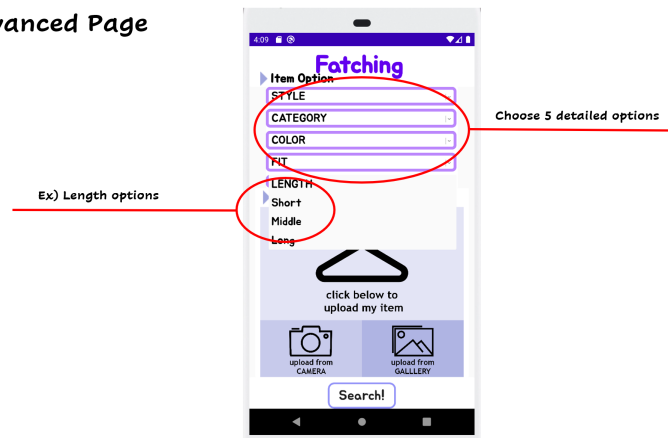 vanced Page
4:09
Fatching
Item Option
STYLE
CATEGORY
COLOR
FIT
LENGTH
Short
Middle
Long
Choose 5 detailed options
Ex) Length options
click below to
upload my item
upload from
CAMERA
upload from
GALLLERY
Search!